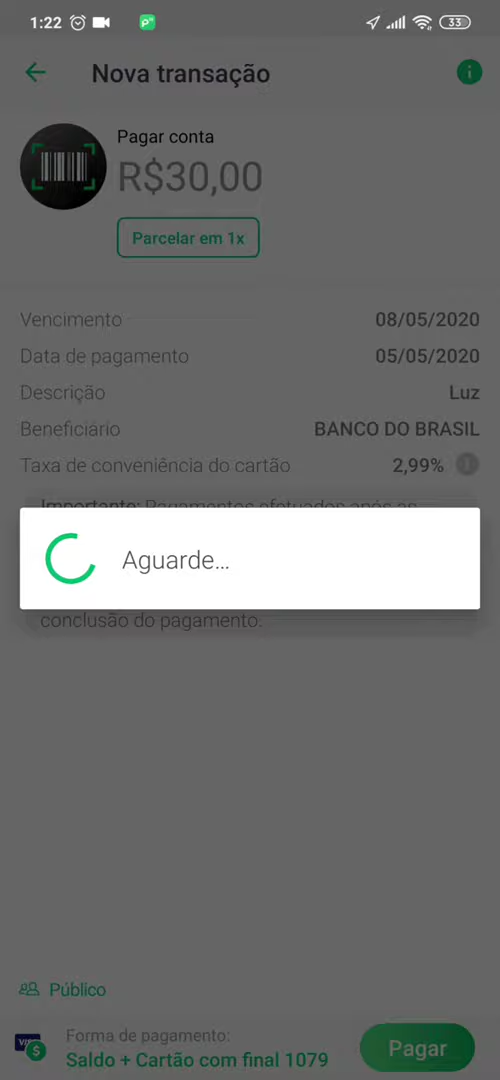 1:22
33
Nova transação
Pagar conta
R$30,00
Parcelar em 1x
Vencimento 08/05/2020
Data de pagamento 05/05/2020
Descrição Luz
Beneficiário BANCO DO BRASIL
Taxa de conveniência do cartão 2,99%
Importante: Pagamentos efetuados após as
Aguarde...
conclusão do pagamento.
Público
Forma de pagamento:
Saldo + Cartão com final 1079
Pagar